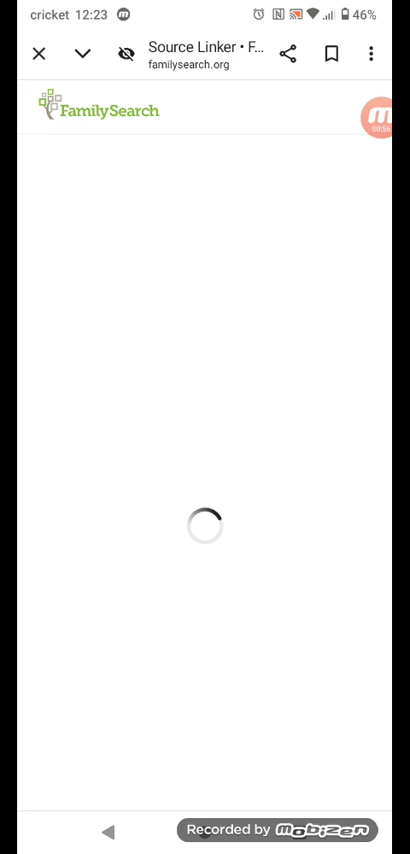 cricket 12:23 m 46%
Source Linker • F...
familysearch.org
FamilySearch
m
00:56
Recorded by mobizen